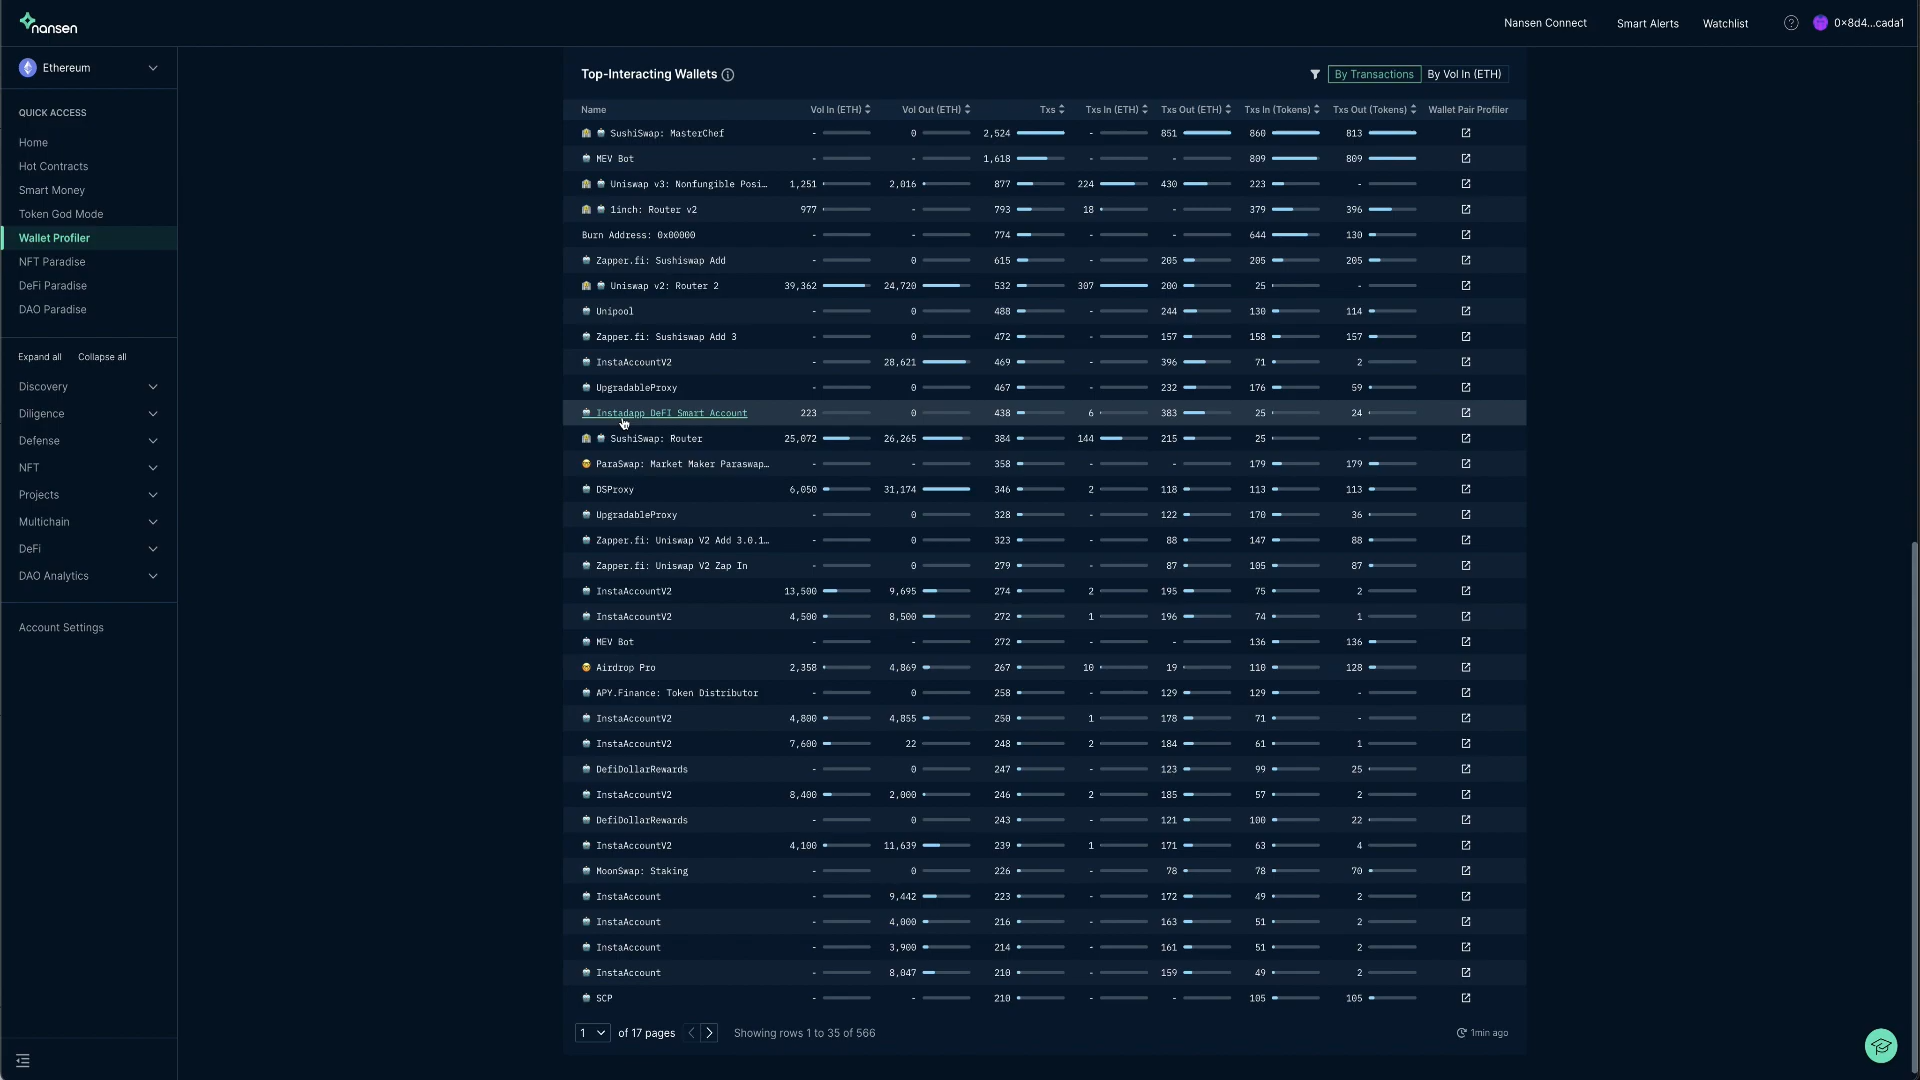 nansen
Nansen Connect Smart Alerts Watchlist ? 0×8d4...cada1
Ethereum
QUICK ACCESS
Home
Hot Contracts
Smart Money
Token God Mode
Wallet Profiler
NFT Paradise
DeFi Paradise
DAO Paradise
Expand all Collapse all
Discovery
Diligence
Defense
NFT
Projects
Multichain
DeFi
DAO Analytics
Account Settings
Top-Interacting Wallets
By Transactions By Vol In (ETH)
Name Vol In (ETH) Vol Out (ETH) Txs Txs In (ETH) Txs Out (ETH) Txs In (Tokens) Txs Out (Tokens) Wallet Pair Profiler
SushiSwap: MasterChef - 0 2,524 - 851 860 813
MEV Bot - - 1,618 - - 809 809
Uniswap v3: Nonfungible Posi… 1,251 2,016 877 224 430 223 -
1inch: Router v2 977 - 793 18 - 379 396
Burn Address: 0x00000 - - 774 - - 644 130
Zapper.fi: Sushiswap Add - 0 615 - 205 205 205
Uniswap v2: Router 2 39,362 24,720 532 307 200 25 -
Unipool - 0 488 - 244 130 114
Zapper.fi: Sushiswap Add 3 - 0 472 - 157 158 157
InstaAccountV2 - 28,621 469 - 396 71 2
UpgradableProxy - 0 467 - 232 176 59
Instadapp DeFI Smart Account 223 0 438 6 383 25 24
SushiSwap: Router 25,072 26,265 384 144 215 25 -
ParaSwap: Market Maker Paraswap… - - 358 - - 179 179
DSProxy 6,050 31,174 346 2 118 113 113
UpgradableProxy - 0 328 - 122 170 36
Zapper.fi: Uniswap V2 Add 3.0.1… - 0 323 - 88 147 88
Zapper.fi: Uniswap V2 Zap In - 0 279 - 87 105 87
InstaAccountV2 13,500 9,695 274 2 195 75 2
InstaAccountV2 4,500 8,500 272 1 196 74 1
MEV Bot - - 272 - - 136 136
Airdrop Pro 2,358 4,869 267 10 19 110 128
APY.Finance: Token Distributor - 0 258 - 129 129 -
InstaAccountV2 4,800 4,855 250 1 178 71 -
InstaAccountV2 7,600 22 248 2 184 61 1
DefiDollarRewards - 0 247 - 123 99 25
InstaAccountV2 8,400 2,000 246 2 185 57 2
DefiDollarRewards - 0 243 - 121 100 22
InstaAccountV2 4,100 11,639 239 1 171 63 4
MoonSwap: Staking - 0 226 - 78 78 70
InstaAccount - 9,442 223 - 172 49 2
InstaAccount - 4,000 216 - 163 51 2
InstaAccount - 3,900 214 - 161 51 2
InstaAccount - 8,047 210 - 159 49 2
SCP - - 210 - - 105 105
1 of 17 pages Showing rows 1 to 35 of 566 1min ago